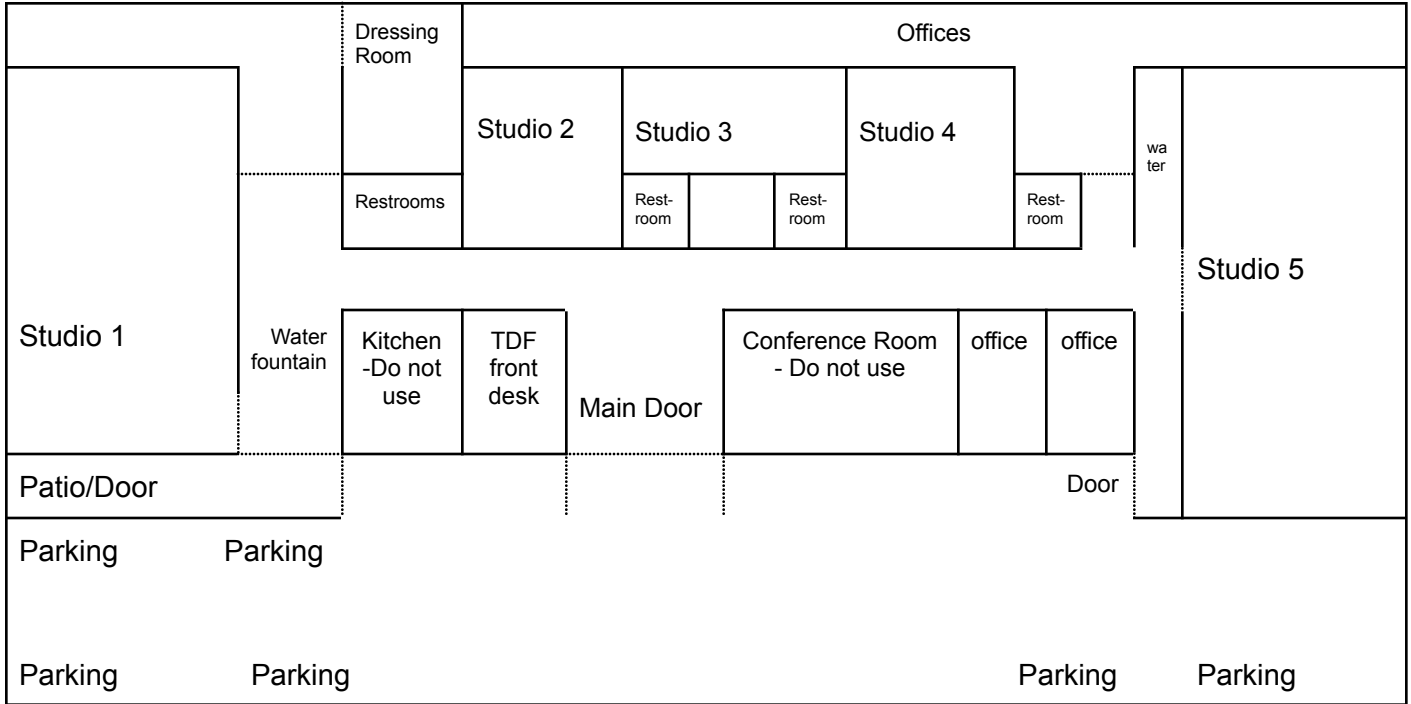 Dressing
Room
Offices
Studio 2
Studio 3
Studio 4
wa
ter
Restrooms
Rest-
room
Rest-
room
Rest-
room
Studio 5
Studio 1
Water
fountain
Kitchen
-Do not
use
TDF
front
desk
Main Door
Conference Room
- Do not use
office
office
Patio/Door
Door
Parking
Parking
Parking
Parking
Parking
Parking